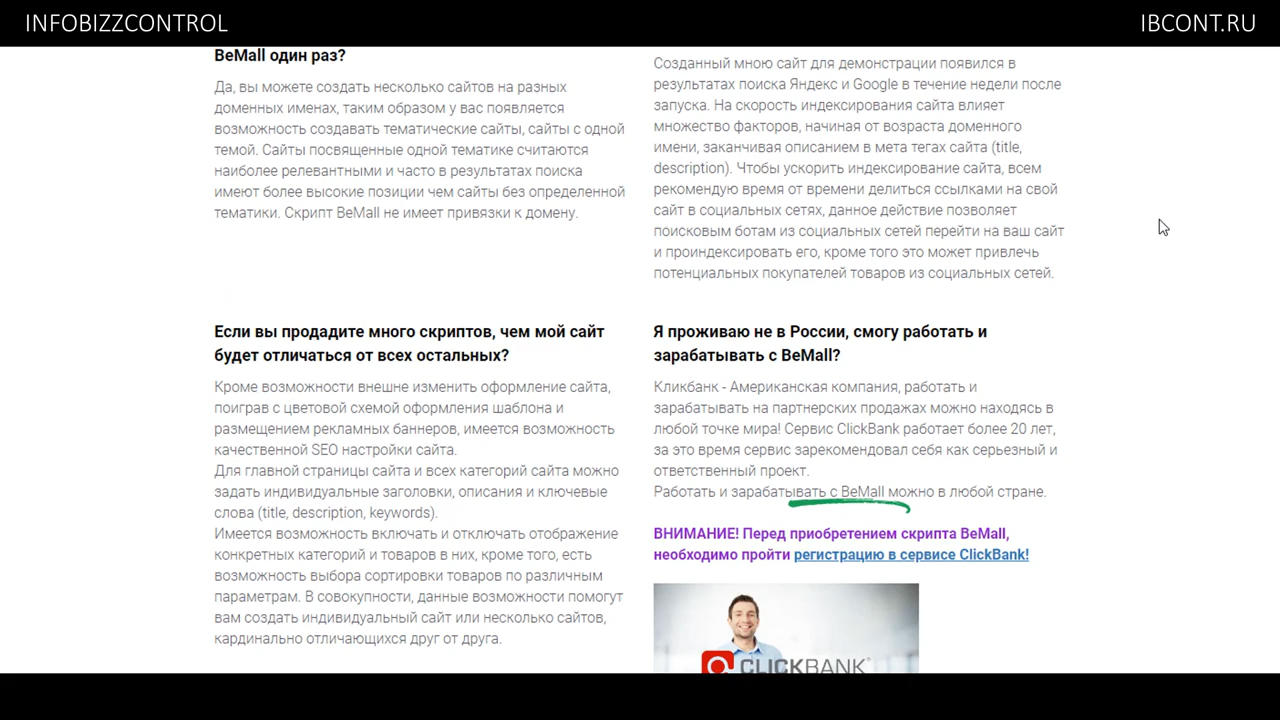 INFOBIZZCONTROL
IBCONT.RU
BeMall один раз?
Да, вы можете создать несколько сайтов на разных
доменных именах, таким образом у вас появляется
возможность создавать тематические сайты, сайты с одной
темой. Сайты посвященные одной тематике считаются
наиболее релевантными и часто в результатах поиска
имеют более высокие позиции чем сайты без определенной
тематики. Скрипт BeMall не имеет привязки к домену.
Созданный мною сайт для демонстрации появился в
результатах поиска Яндекс и Google в течение недели после
запуска. На скорость индексирования сайта влияет
множество факторов, начиная от возраста доменного
имени, заканчивая описанием в мета тегах сайта (title,
description). Чтобы ускорить индексирование сайта, всем
рекомендую время от времени делиться ссылками на свой
сайт в социальных сетях, данное действие позволяет
поисковым ботам из социальных сетей перейти на ваш сайт
и проиндексировать его, кроме того это может привлечь
потенциальных покупателей товаров из социальных сетей.
Если вы продадите много скриптов, чем мой сайт
будет отличаться от всех остальных?
Кроме возможности внешне изменить оформление сайта,
поиграв с цветовой схемой оформления шаблона и
размещением рекламных баннеров, имеется возможность
качественной SEO настройки сайта.
Для главной страницы сайта и всех категорий сайта можно
задать индивидуальные заголовки, описания и ключевые
слова (title, description, keywords).
Имеется возможность включать и отключать отображение
конкретных категорий и товаров в них, кроме того, есть
возможность выбора сортировки товаров по различным
параметрам. В совокупности, данные возможности помогут
вам создать индивидуальный сайт или несколько сайтов,
кардинально отличающихся друг от друга.
Я проживаю не в России, смогу работать и
зарабатывать с BeMall?
Кликбанк - Американская компания, работать и
зарабатывать на партнерских продажах можно находясь в
любой точке мира! Сервис ClickBank работает более 20 лет,
за это время сервис зарекомендовал себя как серьезный и
ответственный проект.
Работать и зарабатывать с BeMall можно в любой стране.
ВНИМАНИЕ! Перед приобретением скрипта BeMall,
необходимо пройти регистрацию в сервисе ClickBank!
CLICKBANK